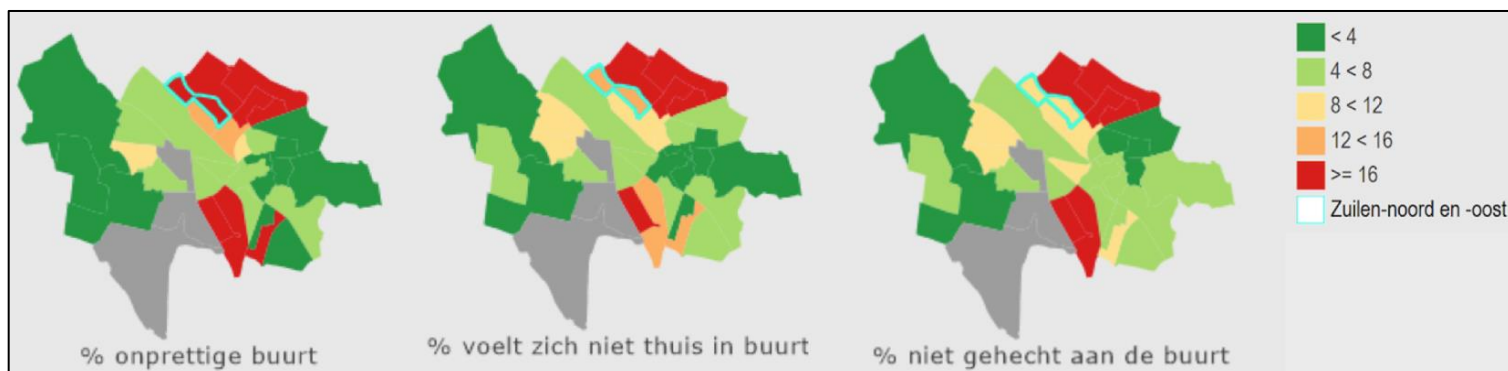 < 4
4 < 8
8 < 12
12 < 16
>= 16
Zuilen-noord en -oost
% onprettige buurt
% voelt zich niet thuis in buurt
% niet gehecht aan de buurt